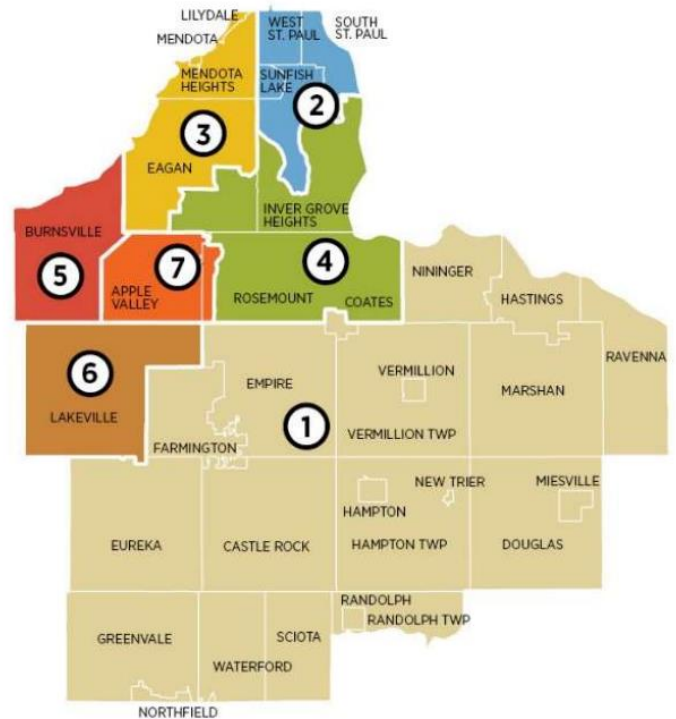 LILYDALE
MENDOTA
MENDOTA
HEIGHTS
WEST
ST. PAUL
SOUTH
ST. PAUL
SUNFISH
LAKE
2
3
EAGAN
INVER GROVE
HEIGHTS
BURNSVILLE
5
7
APPLE
VALLEY
4
ROSEMOUNT
COATES
NININGER
HASTINGS
RAVENNA
6
LAKEVILLE
EMPIRE
1
FARMINGTON
VERMILLION
VERMILLION TWP
MARSHAN
NEW TRIER
MIESVILLE
HAMPTON
EUREKA
CASTLE ROCK
HAMPTON TWP
DOUGLAS
RANDOLPH
RANDOLPH TWP
GREENVALE
SCIOTA
WATERFORD
NORTHFIELD